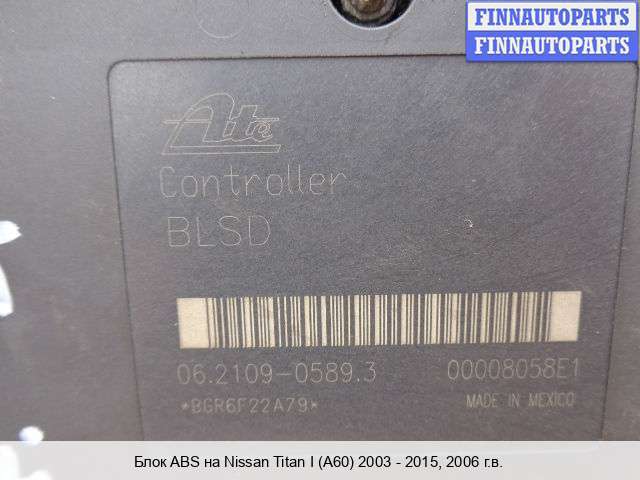 FINNAUTOPARTS
FINNAUTOPARTS
Ate
Controller
BLSD
06.2109-0589.3
00008058E1
*BGR6F22A79*
MADE IN MEXICO
Блок ABS на Nissan Titan I (A60) 2003 - 2015, 2006 г.в.